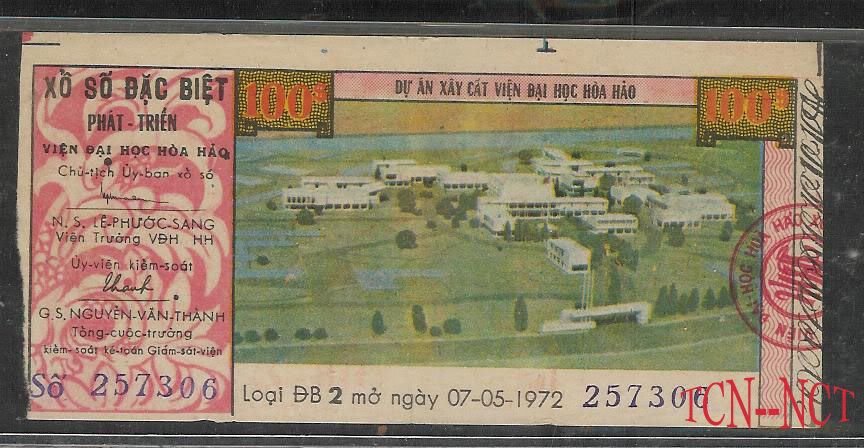 XỔ SỐ ĐẶC BIỆT
PHÁT-TRIỂN
VIỆN ĐẠI HỌC HÒA HẢO
Chủ-tịch Ủy-ban xổ số
N. S. LÊ-PHƯỚC-SANG
Viện Trưởng VĐH HH
Ủy-viên kiểm-soát
Thanh
G.S. NGUYỄN-VĂN-THÀNH
Tổng-cuộc-trưởng
kiểm-soát kế-toán Giám-sát-viện
Số 257306
100$
DỰ ÁN XÂY CẤT VIỆN ĐẠI HỌC HÒA HẢO
100$
Loại ĐB 2 mở ngày 07-05-1972 257306
TCN--NCT